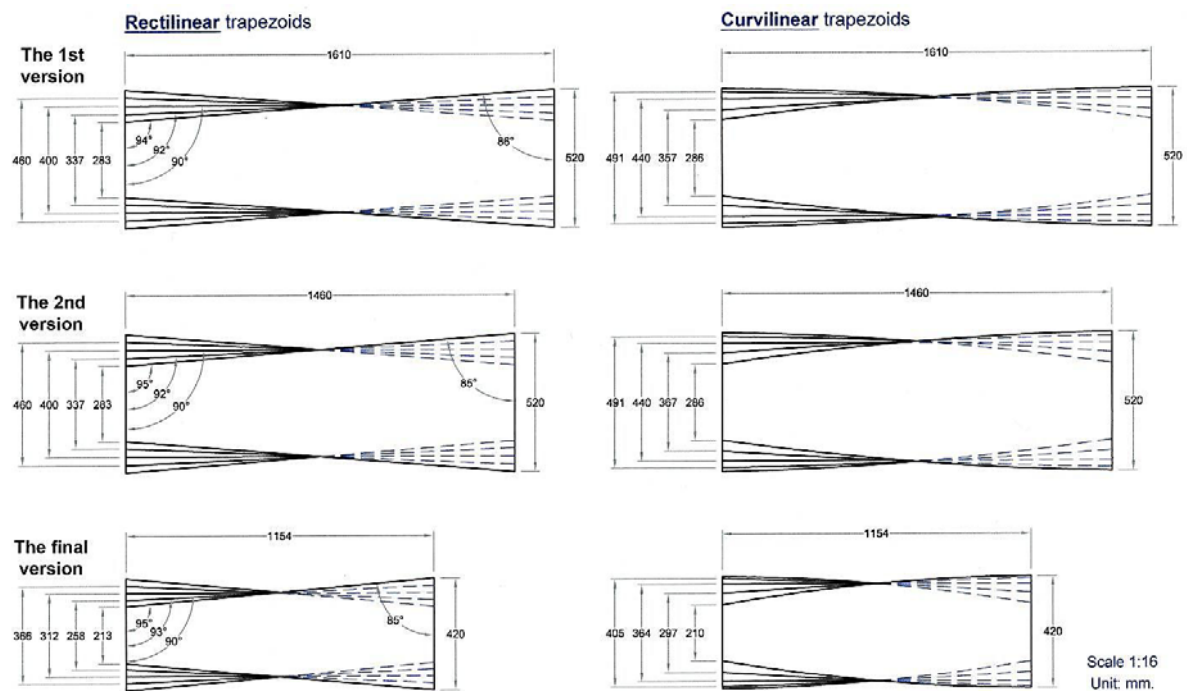 Rectilinear trapezoids
Curvilinear trapezoids
The 1st
version
1610
460 400 337 283
94°
92°
90°
86°
520
1610
491 440 357 286
520
The 2nd
version
1460
460 400 337 283
95°
92°
90°
85°
520
1460
491 440 367 286
520
The final
version
1154
366 312 258 213
95°
93°
90°
85°
420
1154
405 364 297 210
420
Scale 1:16
Unit: mm.